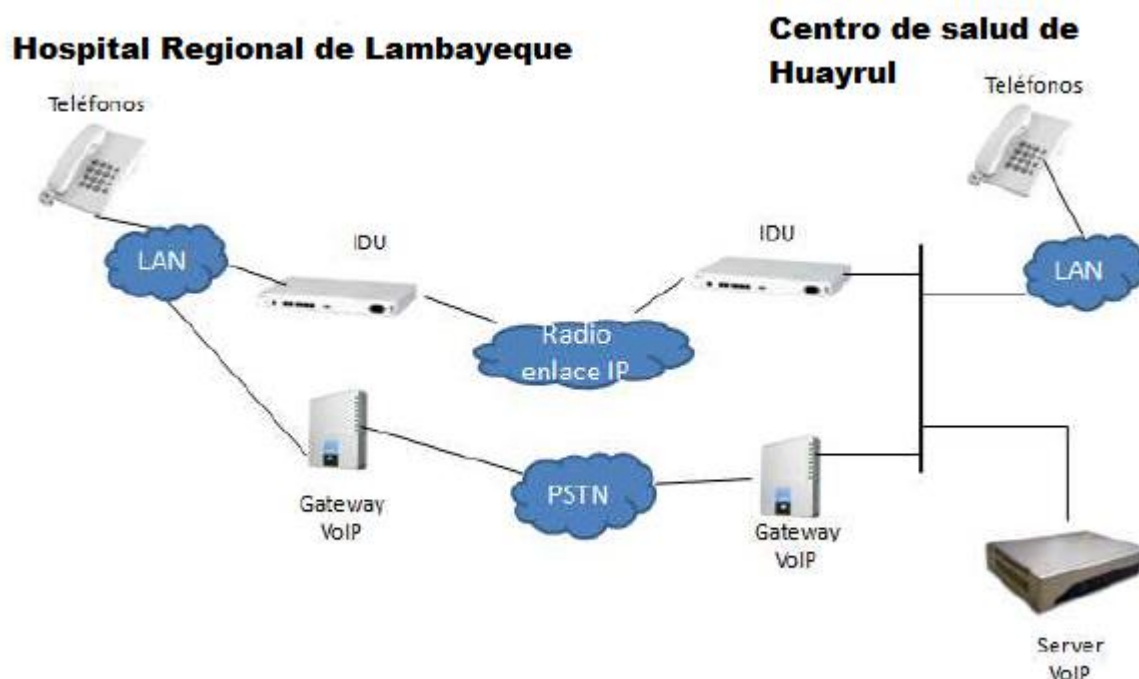 Hospital Regional de Lambayeque
Centro de salud de
Huayrul
Teléfonos
Teléfonos
IDU
IDU
LAN
LAN
Radio
enlace IP
PSTN
Gateway
VoIP
Gateway
VoIP
Server
VoIP